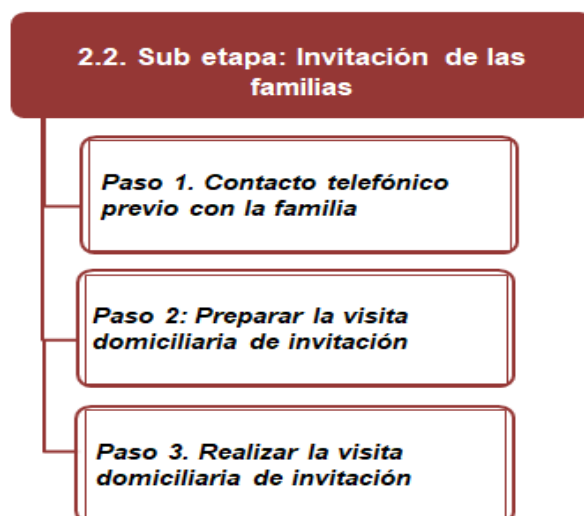 2.2. Sub etapa: Invitación de las
familias
Paso 1. Contacto telefónico
previo con la familia
Paso 2: Preparar la visita
domiciliaria de invitación
Paso 3. Realizar la visita
domiciliaria de invitación